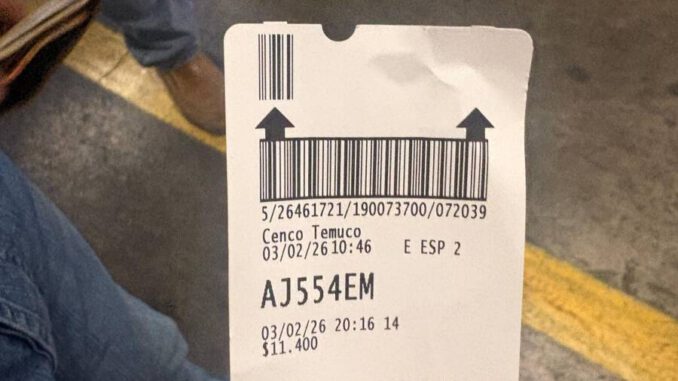 5/26461721/190073700/072039
Cenco Temuco
03/02/26 10:46 E ESP 2
AJ554EM
03/02/26 20:16 14
$11.400